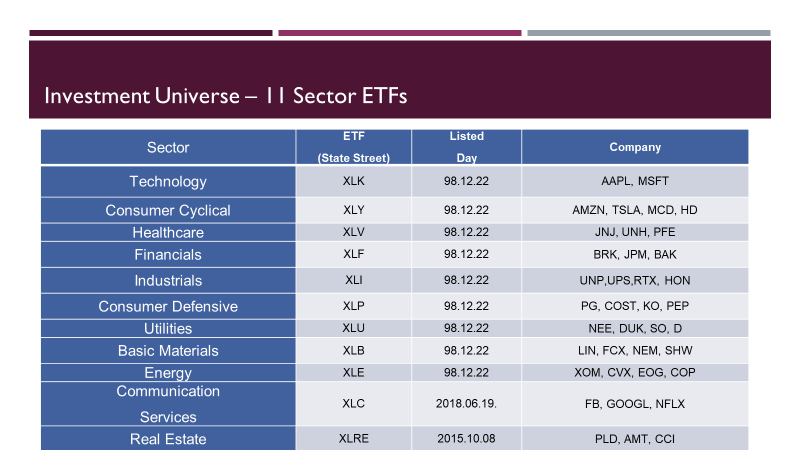 Investment Universe – 11 Sector ETFs
Sector ETF (State Street) Listed Day Company
Technology XLK 98.12.22 AAPL, MSFT
Consumer Cyclical XLY 98.12.22 AMZN, TSLA, MCD, HD
Healthcare XLV 98.12.22 JNJ, UNH, PFE
Financials XLF 98.12.22 BRK, JPM, BAK
Industrials XLI 98.12.22 UNP,UPS,RTX, HON
Consumer Defensive XLP 98.12.22 PG, COST, KO, PEP
Utilities XLU 98.12.22 NEE, DUK, SO, D
Basic Materials XLB 98.12.22 LIN, FCX, NEM, SHW
Energy XLE 98.12.22 XOM, CVX, EOG, COP
Communication Services XLC 2018.06.19. FB, GOOGL, NFLX
Real Estate XLRE 2015.10.08 PLD, AMT, CCI